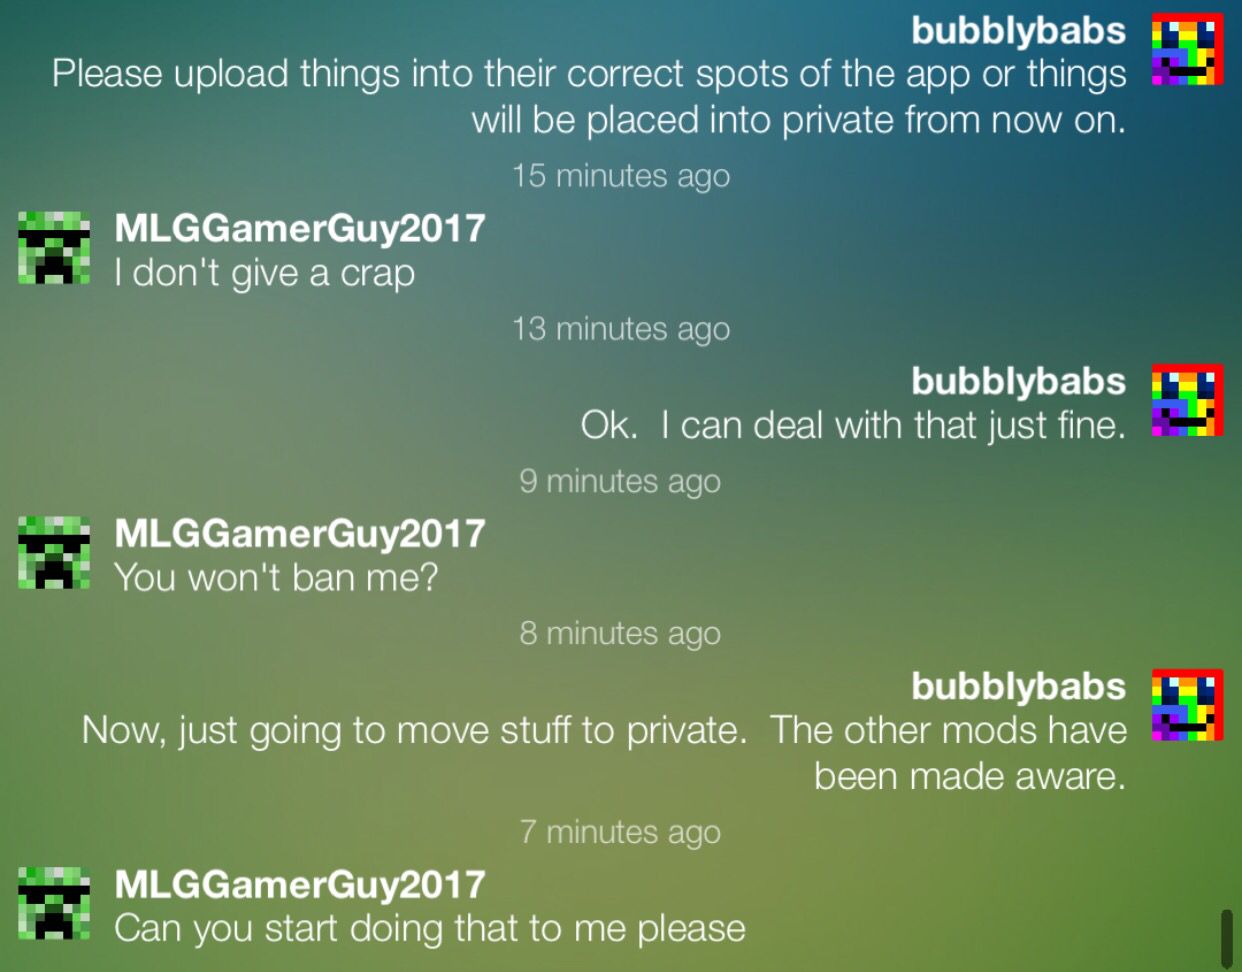 bubblybabs
Please upload things into their correct spots of the app or things
will be placed into private from now on.
15 minutes ago
MLGGamerGuy2017
I don't give a crap
13 minutes ago
bubblybabs
Ok.  I can deal with that just fine.
9 minutes ago
MLGGamerGuy2017
You won't ban me?
8 minutes ago
bubblybabs
Now, just going to move stuff to private.  The other mods have
been made aware.
7 minutes ago
MLGGamerGuy2017
Can you start doing that to me please